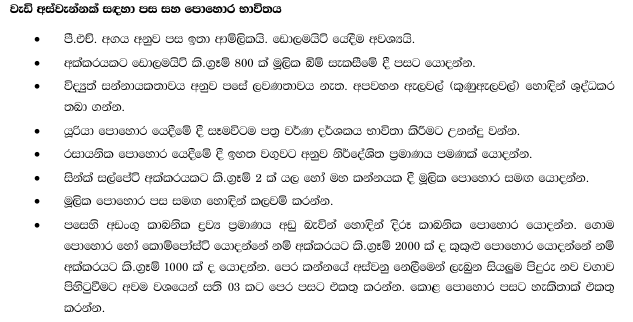 වැඩි අස්වැන්නක් සඳහා පස සහ පොහොර භාවිතය
• පී.එච්. අගය අනුව පස ඉතා ආම්ලිකයි. ඩොලමයිට් යෙදීම අවශ්‍යයි.
• අක්කරයකට ඩොලමයිට් කි.ග්‍රෑම් 800 ක් මූලික බිම් සැකසීමේ දී පසට යොදන්න.
• විද්‍යුත් සන්නායකතාවය අනුව පසේ ලවණතාවය නැත. අපවහන ඇලවල් (කුණුඇලවල්) හොඳින් ශුද්ධකර
තබා ගන්න.
• යූරියා පොහොර යෙදීමේ දී සැමවිටම පත්‍ර වර්ණ දර්ශකය භාවිතා කිරීමට උනන්දු වන්න.
• රසායනික පොහොර යෙදීමේ දී ඉහත වගුවට අනුව නිර්දේශිත ප්‍රමාණය පමණක් යොදන්න.
• සින්ක් සල්පේට් අක්කරයකට කි.ග්‍රෑම් 2 ක් යල හෝ මහ කන්නයක දී මූලික පොහොර සමඟ යොදන්න.
• මූලික පොහොර පස සමඟ හොඳින් කලවම් කරන්න.
• පසෙහි අඩංගු කාබනික ද්‍රව්‍ය ප්‍රමාණය අඩු බැවින් හොඳින් දිරූ කාබනික පොහොර යොදන්න. ගොම
පොහොර හෝ කොම්පෝස්ට් යොදන්නේ නම් අක්කරයට කි.ග්‍රෑම් 2000 ක් ද කුකුළු පොහොර යොදන්නේ නම්
අක්කරයට කි.ග්‍රෑම් 1000 ක් ද යොදන්න. පෙර කන්නයේ අස්වනු නෙලීමෙන් ලැබුන සියලුම පිදුරු නව වගාව
පිහිටුවීමට අවම වශයෙන් සති 03 කට පෙර පසට එකතු කරන්න. කොළ පොහොර පසට හැකිතාක් එකතු
කරන්න.